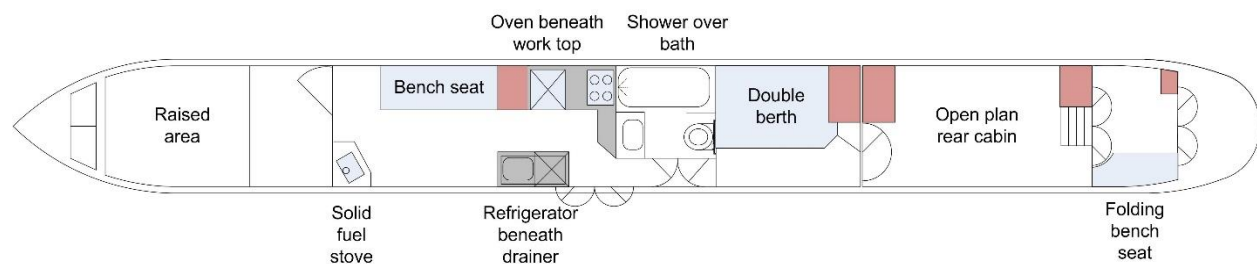 Oven beneath
work top
Shower over
bath
Bench seat
Raised
area
Double
berth
Open plan
rear cabin
Solid
fuel
stove
Refrigerator
beneath
drainer
Folding
bench
seat